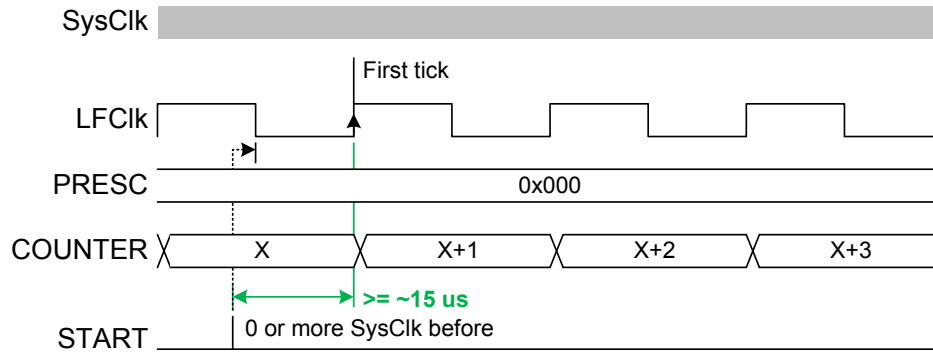 SysClk
First tick
LFClk
PRESC 0x000
COUNTER X X+1 X+2 X+3
>= ~15 us
0 or more SysClk before
START